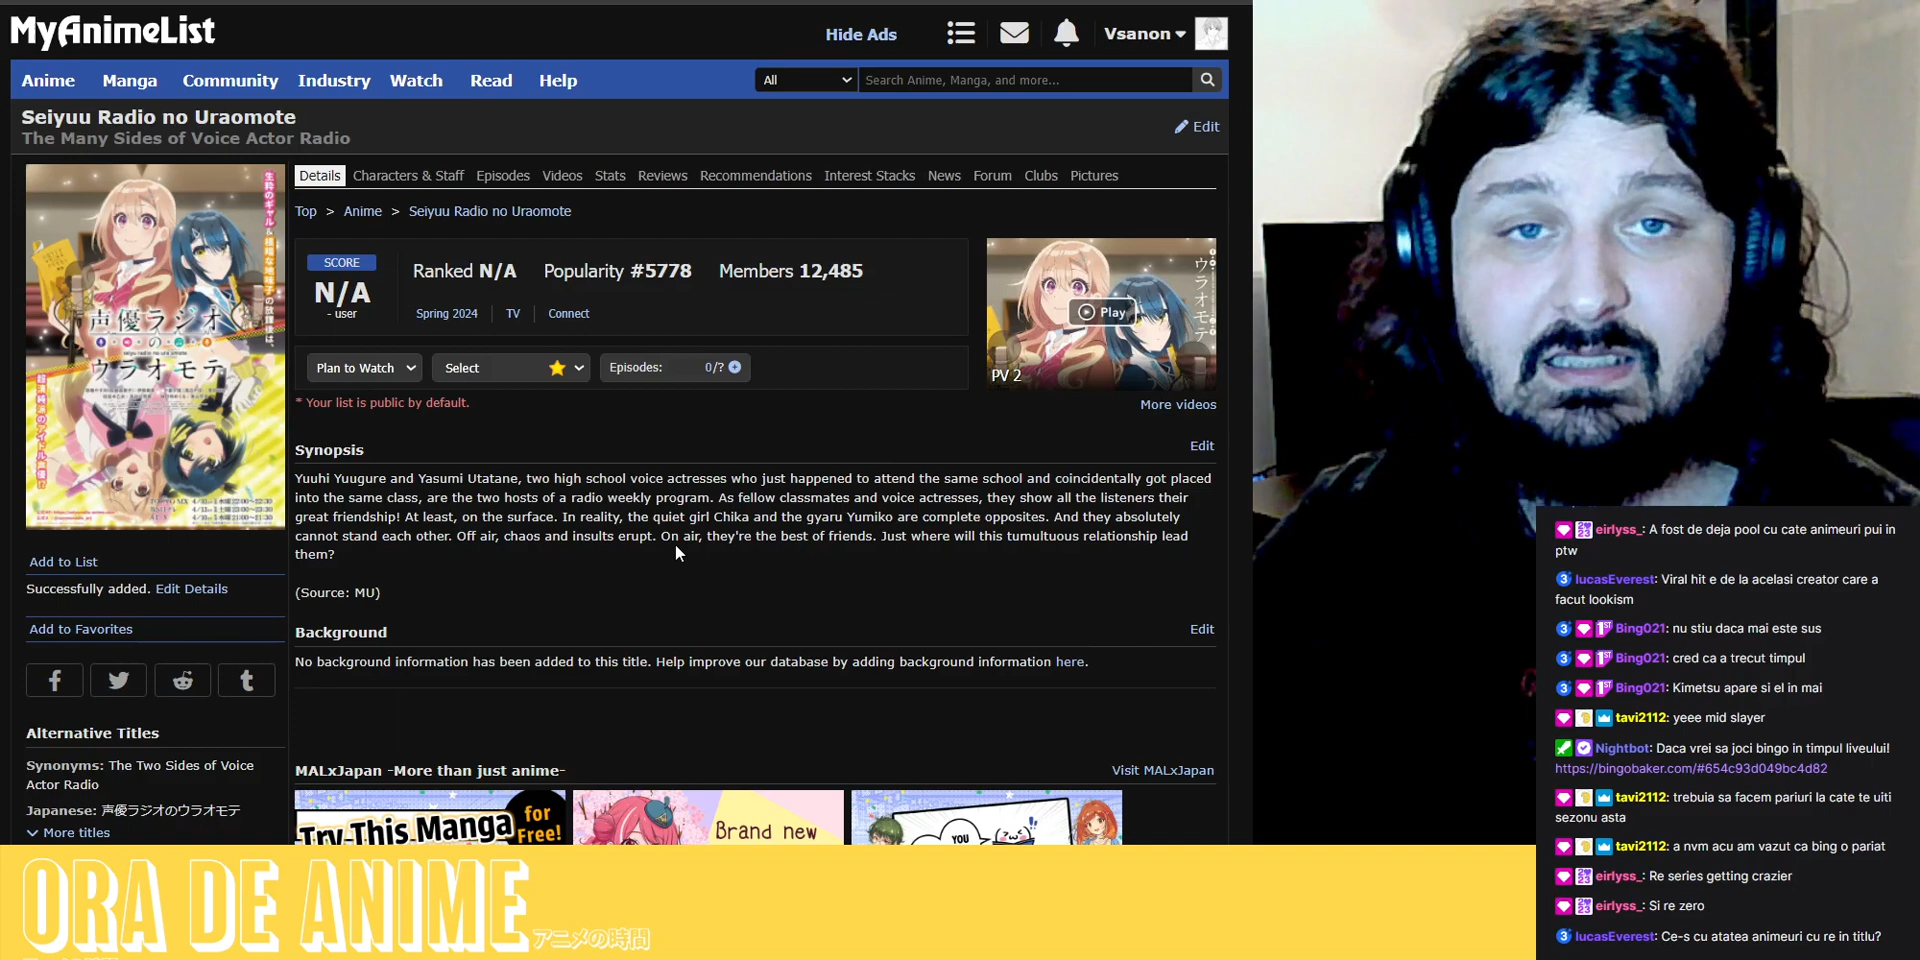 MyAnimeList
Hide Ads
Vsanon
Anime Manga Community Industry Watch Read Help
All
Search Anime, Manga, and more...
Seiyuu Radio no Uraomote
The Many Sides of Voice Actor Radio
Edit
Details Characters & Staff Episodes Videos Stats Reviews Recommendations Interest Stacks News Forum Clubs Pictures
Top > Anime > Seiyuu Radio no Uraomote
声優ラジオ
の
ウラオモテ
SCORE
N/A
- user
Ranked N/A Popularity #5778 Members 12,485
Spring 2024 TV Connect
Plan to Watch
Select
Episodes: 0/?
* Your list is public by default.
ウラオモテ
Play
PV 2
More videos
Synopsis
Edit
Yuuhi Yuugure and Yasumi Utatane, two high school voice actresses who just happened to attend the same school and coincidentally got placed
into the same class, are the two hosts of a radio weekly program. As fellow classmates and voice actresses, they show all the listeners their
great friendship! At least, on the surface. In reality, the quiet girl Chika and the gyaru Yumiko are complete opposites. And they absolutely
cannot stand each other. Off air, chaos and insults erupt. On air, they're the best of friends. Just where will this tumultuous relationship lead
them?
(Source: MU)
Background
Edit
No background information has been added to this title. Help improve our database by adding background information here.
Add to List
Successfully added. Edit Details
Add to Favorites
Alternative Titles
Synonyms: The Two Sides of Voice
Actor Radio
Japanese: 声優ラジオのウラオモテ
More titles
MALxJapan -More than just anime-
Visit MALxJapan
Try This Manga
for
Free!
Brand new
YOU
ORA DE ANIME
アニメの時間
eirlyss_: A fost de deja pool cu cate animeuri pui in
ptw
lucasEverest: Viral hit e de la acelasi creator care a
facut lookism
Bing021: nu stiu daca mai este sus
Bing021: cred ca a trecut timpul
Bing021: Kimetsu apare si el in mai
tavi2112: yeee mid slayer
Nightbot: Daca vrei sa joci bingo in timpul liveului!
https://bingobaker.com/#654c93d049bc4d82
tavi2112: trebuia sa facem pariuri la cate te uiti
sezonu asta
tavi2112: a nvm acu am vazut ca bing o pariat
eirlyss_: Re series getting crazier
eirlyss_: Si re zero
lucasEverest: Ce-s cu atatea animeuri cu re in titlu?